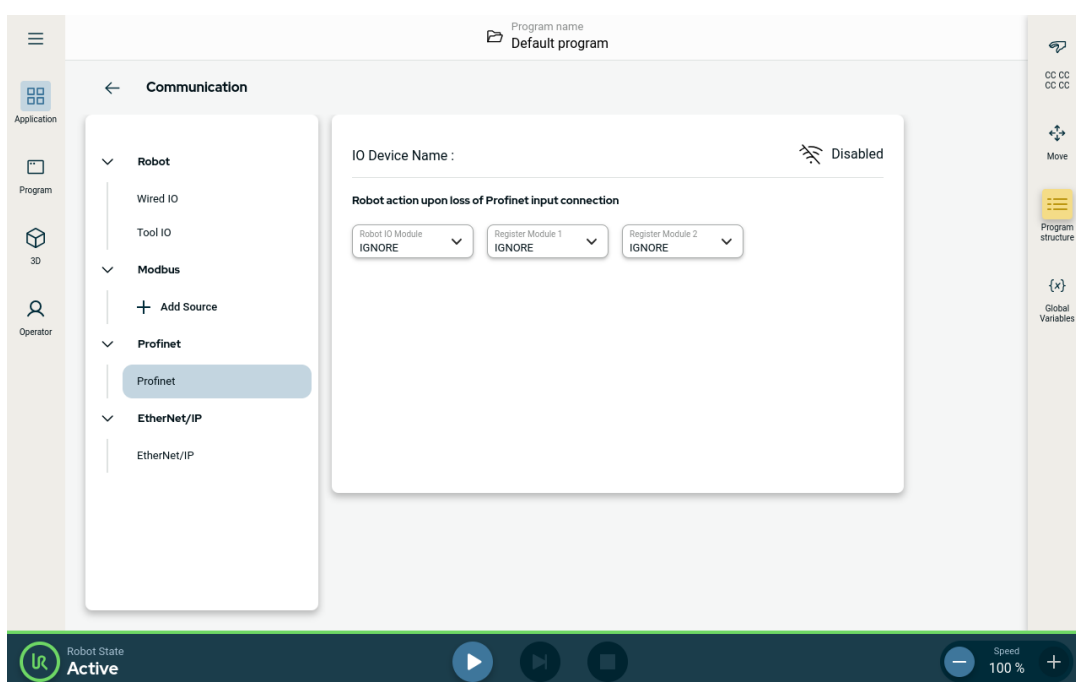 Program name
Default program
Application
Program
3D
Operator
Communication
Robot
Wired IO
Tool IO
Modbus
Add Source
Profinet
Profinet
EtherNet/IP
EtherNet/IP
IO Device Name :
Disabled
Robot action upon loss of Profinet input connection
Robot IO Module
IGNORE
Register Module 1
IGNORE
Register Module 2
IGNORE
CC CC
CC CC
Move
Program
structure
{x}
Global
Variables
UR
Robot State
Active
Speed
100 %